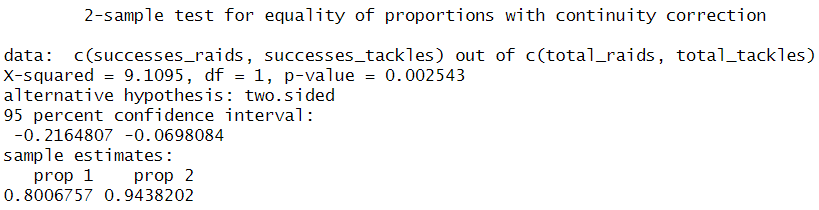 2-sample test for equality of proportions with continuity correction
data:  c(successes_raids, successes_tackles) out of c(total_raids, total_tackles)
X-squared = 9.1095, df = 1, p-value = 0.002543
alternative hypothesis: two.sided
95 percent confidence interval:
-0.2164807 -0.0698084
sample estimates:
prop 1    prop 2
0.8006757 0.9438202